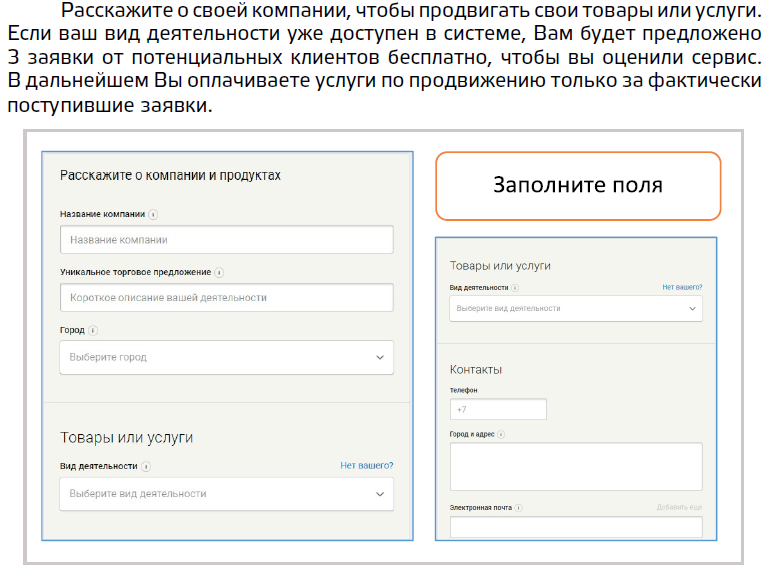 Расскажите о своей компании, чтобы продвигать свои товары или услуги.
Если ваш вид деятельности уже доступен в системе, Вам будет предложено
3 заявки от потенциальных клиентов бесплатно, чтобы вы оценили сервис.
В дальнейшем Вы оплачиваете услуги по продвижению только за фактически
поступившие заявки.
Расскажите о компании и продуктах
Название компании
Название компании
Уникальное торговое предложение
Короткое описание вашей деятельности
Город
Выберите город
Товары или услуги
Вид деятельности Нет вашего?
Выберите вид деятельности
Заполните поля
Товары или услуги
Вид деятельности Нет вашего?
Выберите вид деятельности
Контакты
Телефон
+7
Город и адрес
Электронная почта Добавить еще